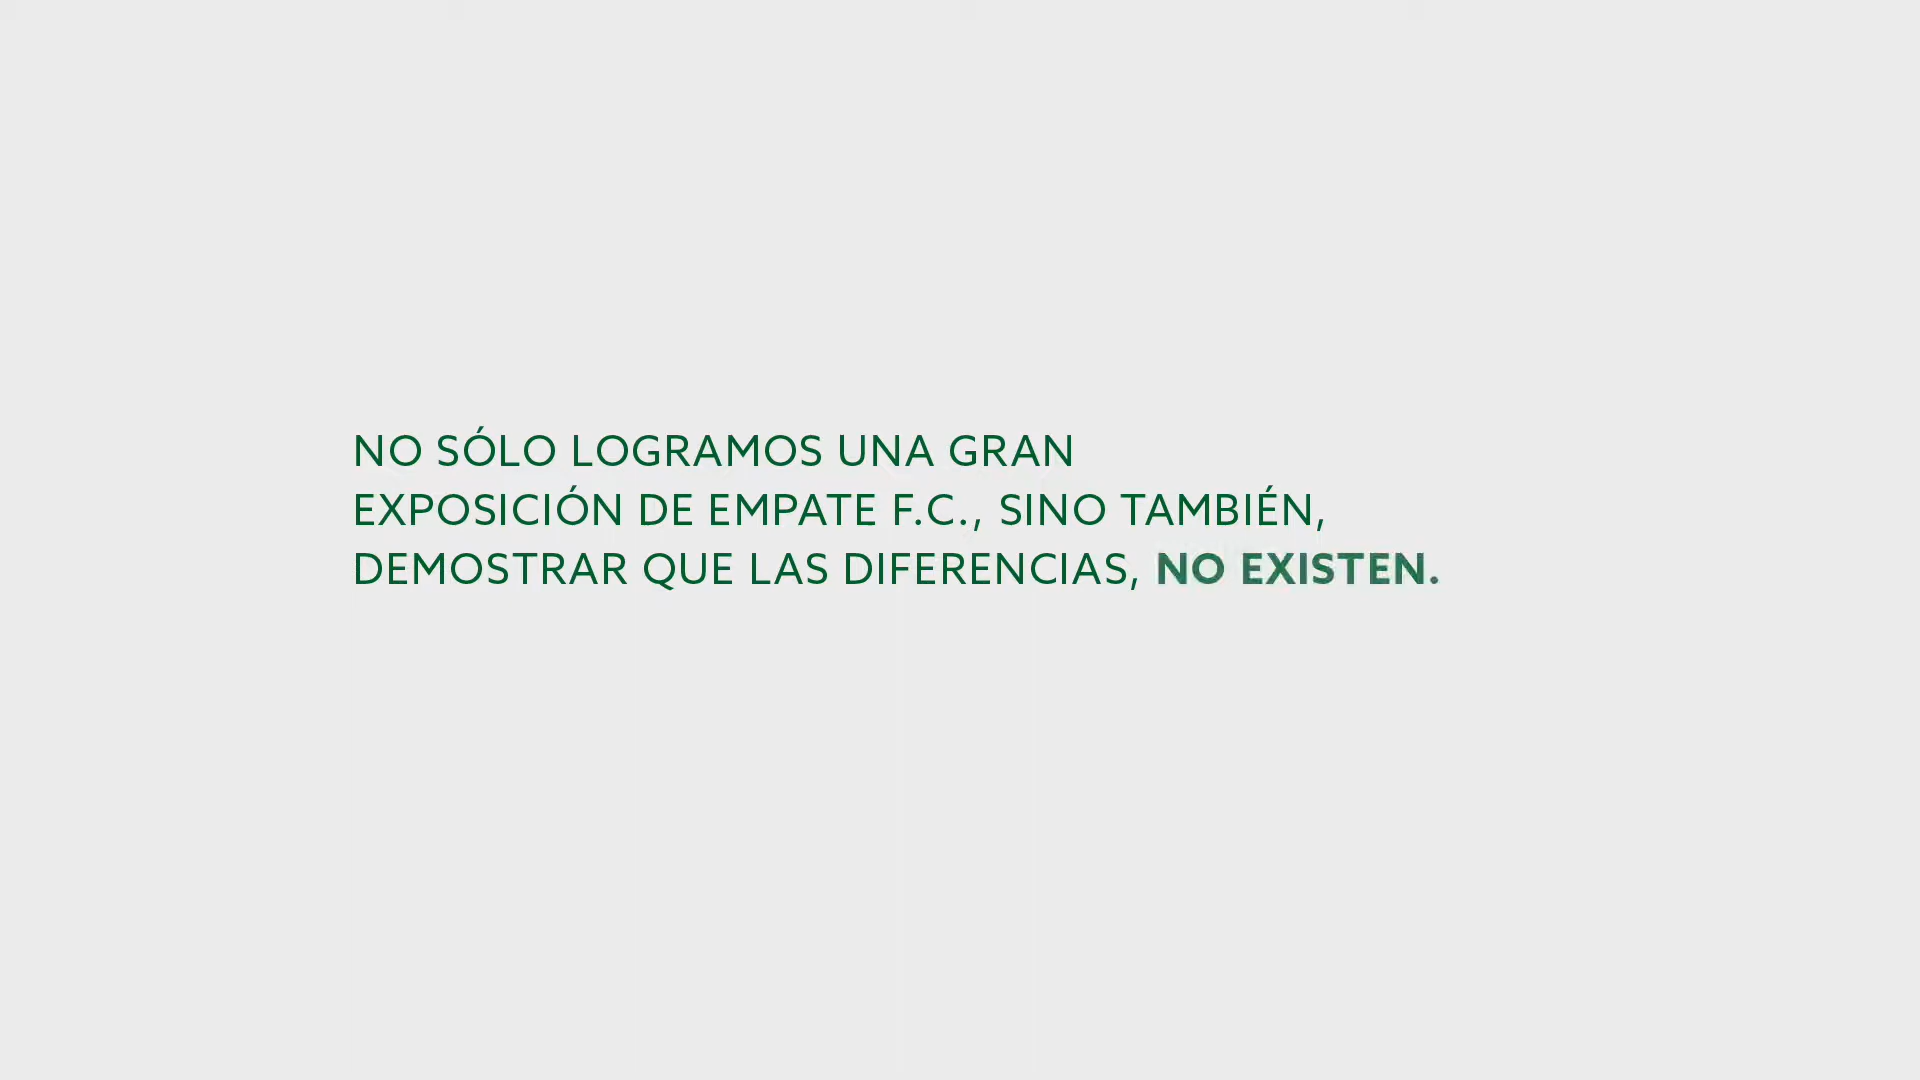 NO SÓLO LOGRAMOS UNA GRAN
EXPOSICIÓN DE EMPATE F.C., SINO TAMBIÉN,
DEMOSTRAR QUE LAS DIFERENCIAS, NO EXISTEN.